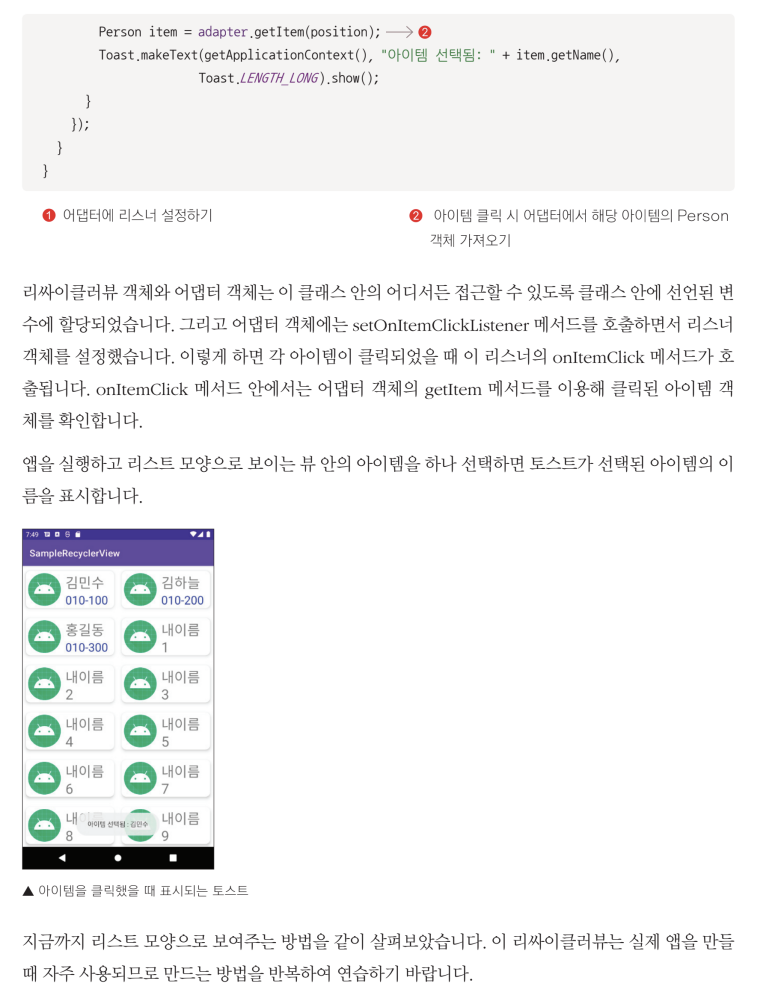 Person item = adapter.getItem(position); ⟶ ❷
Toast.makeText(getApplicationContext(), "아이템 선택됨: " + item.getName(),
Toast.LENGTH_LONG).show();
}
});
}
}
❶ 어댑터에 리스너 설정하기
❷ 아이템 클릭 시 어댑터에서 해당 아이템의 Person
객체 가져오기
리싸이클러뷰 객체와 어댑터 객체는 이 클래스 안의 어디서든 접근할 수 있도록 클래스 안에 선언된 변
수에 할당되었습니다. 그리고 어댑터 객체에는 setOnItemClickListener 메서드를 호출하면서 리스너
객체를 설정했습니다. 이렇게 하면 각 아이템이 클릭되었을 때 이 리스너의 onItemClick 메서드가 호
출됩니다. onItemClick 메서드 안에서는 어댑터 객체의 getItem 메서드를 이용해 클릭된 아이템 객
체를 확인합니다.
앱을 실행하고 리스트 모양으로 보이는 뷰 안의 아이템을 하나 선택하면 토스트가 선택된 아이템의 이
름을 표시합니다.
7:49
SampleRecyclerView
김민수
010-100
김하늘
010-200
홍길동
010-300
내이름
1
내이름
2
내이름
3
내이름
4
내이름
5
내이름
6
내이름
7
내
8
내이름
9
아이템 선택됨: 김민수
▲ 아이템을 클릭했을 때 표시되는 토스트
지금까지 리스트 모양으로 보여주는 방법을 같이 살펴보았습니다. 이 리싸이클러뷰는 실제 앱을 만들
때 자주 사용되므로 만드는 방법을 반복하여 연습하기 바랍니다.